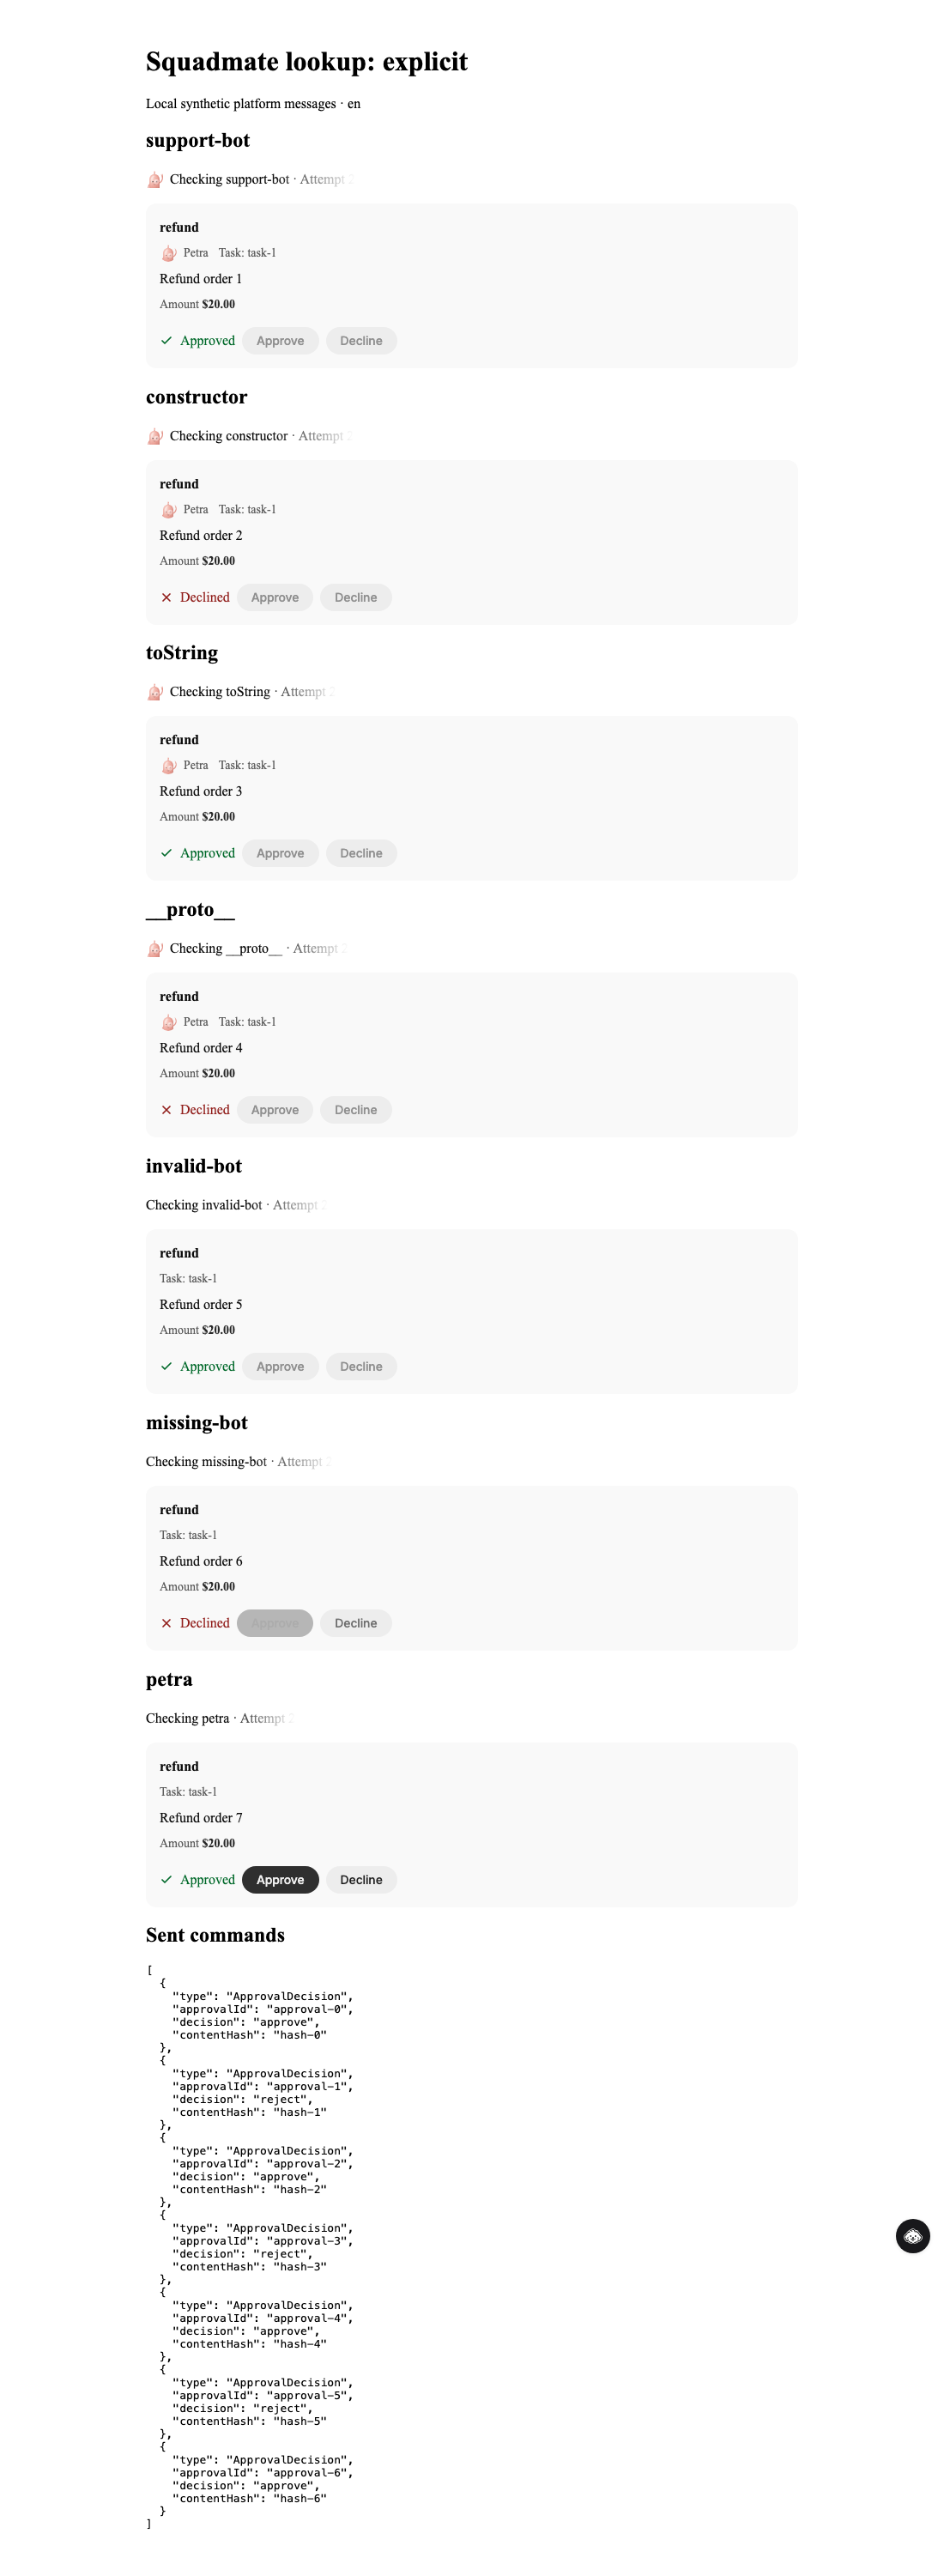 Squadmate lookup: explicit
Local synthetic platform messages · en
support-bot
Checking support-bot · Attempt 2
refund
Petra Task: task-1
Refund order 1
Amount $20.00
Approved Approve Decline
constructor
Checking constructor · Attempt 2
refund
Petra Task: task-1
Refund order 2
Amount $20.00
Declined Approve Decline
toString
Checking toString · Attempt 2
refund
Petra Task: task-1
Refund order 3
Amount $20.00
Approved Approve Decline
__proto__
Checking __proto__ · Attempt 2
refund
Petra Task: task-1
Refund order 4
Amount $20.00
Declined Approve Decline
invalid-bot
Checking invalid-bot · Attempt 2
refund
Task: task-1
Refund order 5
Amount $20.00
Approved Approve Decline
missing-bot
Checking missing-bot · Attempt 2
refund
Task: task-1
Refund order 6
Amount $20.00
Declined Approve Decline
petra
Checking petra · Attempt 2
refund
Task: task-1
Refund order 7
Amount $20.00
Approved Approve Decline
Sent commands
[
  {
    "type": "ApprovalDecision",
    "approvalId": "approval-0",
    "decision": "approve",
    "contentHash": "hash-0"
  },
  {
    "type": "ApprovalDecision",
    "approvalId": "approval-1",
    "decision": "reject",
    "contentHash": "hash-1"
  },
  {
    "type": "ApprovalDecision",
    "approvalId": "approval-2",
    "decision": "approve",
    "contentHash": "hash-2"
  },
  {
    "type": "ApprovalDecision",
    "approvalId": "approval-3",
    "decision": "reject",
    "contentHash": "hash-3"
  },
  {
    "type": "ApprovalDecision",
    "approvalId": "approval-4",
    "decision": "approve",
    "contentHash": "hash-4"
  },
  {
    "type": "ApprovalDecision",
    "approvalId": "approval-5",
    "decision": "reject",
    "contentHash": "hash-5"
  },
  {
    "type": "ApprovalDecision",
    "approvalId": "approval-6",
    "decision": "approve",
    "contentHash": "hash-6"
  }
]